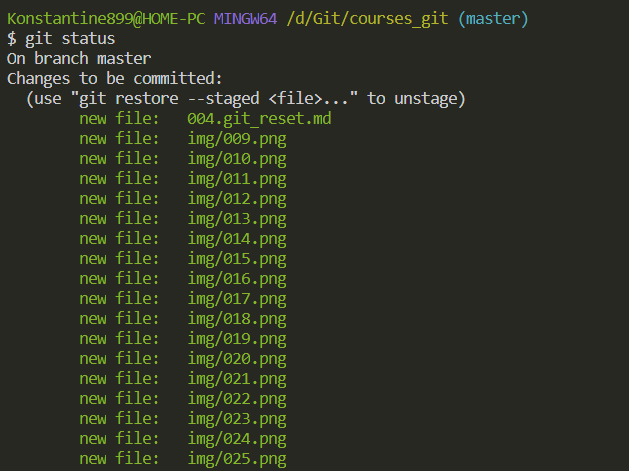 Konstantine899@HOME-PC MINGW64 /d/Git/courses_git (master)
$ git status
On branch master
Changes to be committed:
  (use "git restore --staged <file>..." to unstage)
        new file:   004.git_reset.md
        new file:   img/009.png
        new file:   img/010.png
        new file:   img/011.png
        new file:   img/012.png
        new file:   img/013.png
        new file:   img/014.png
        new file:   img/015.png
        new file:   img/016.png
        new file:   img/017.png
        new file:   img/018.png
        new file:   img/019.png
        new file:   img/020.png
        new file:   img/021.png
        new file:   img/022.png
        new file:   img/023.png
        new file:   img/024.png
        new file:   img/025.png